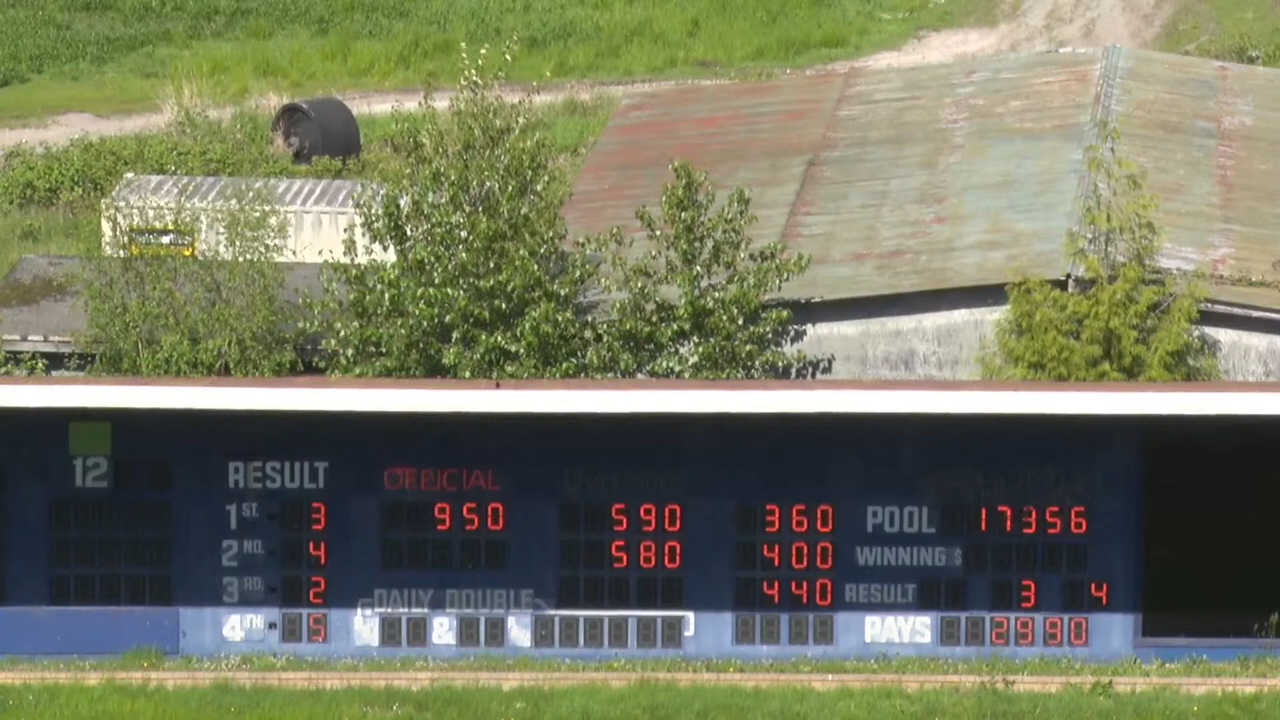 12 RESULT OFFICIAL
1ST. 3 950 590 360 POOL 17356
2NO. 4 580 400 WINNING $
3RD. 2 440 RESULT 3 4
DAILY DOUBLE
4TH 5 & PAYS 2990